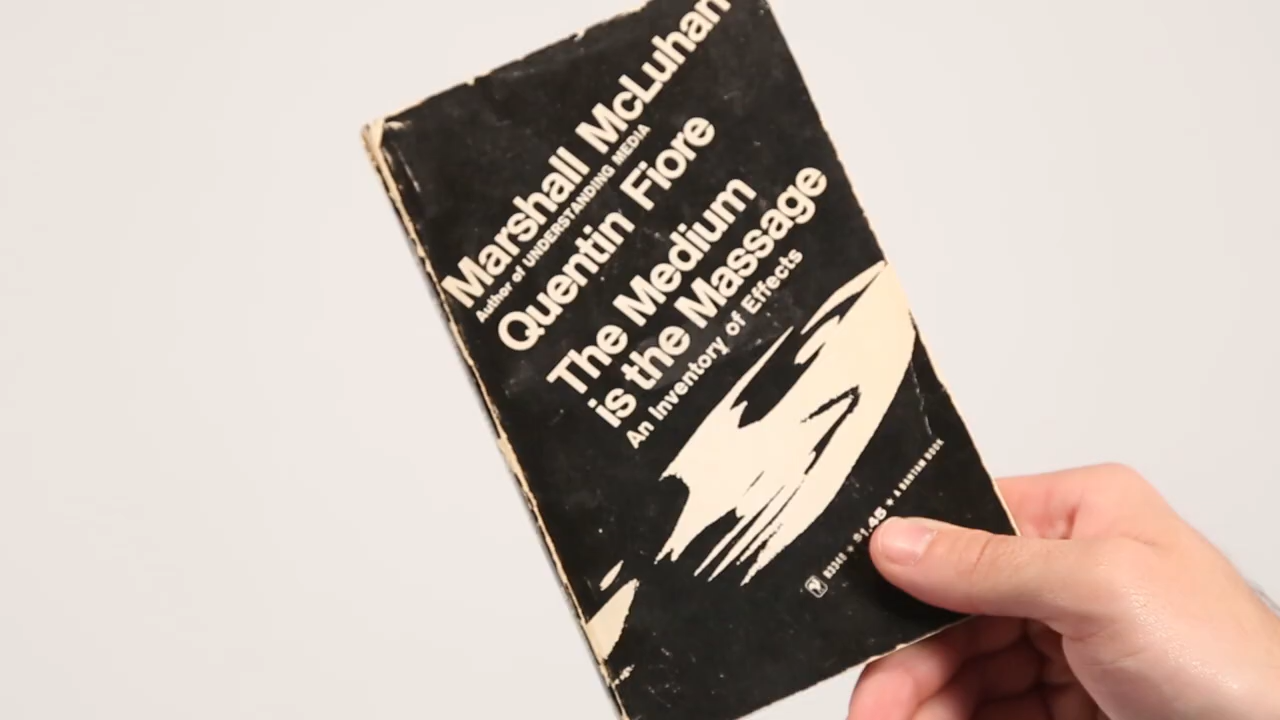 Marshall McLuhan
Author of UNDERSTANDING MEDIA
Quentin Fiore
The Medium
is the Massage
An Inventory of Effects
R3348 * $1.45 * A BANTAM BOOK